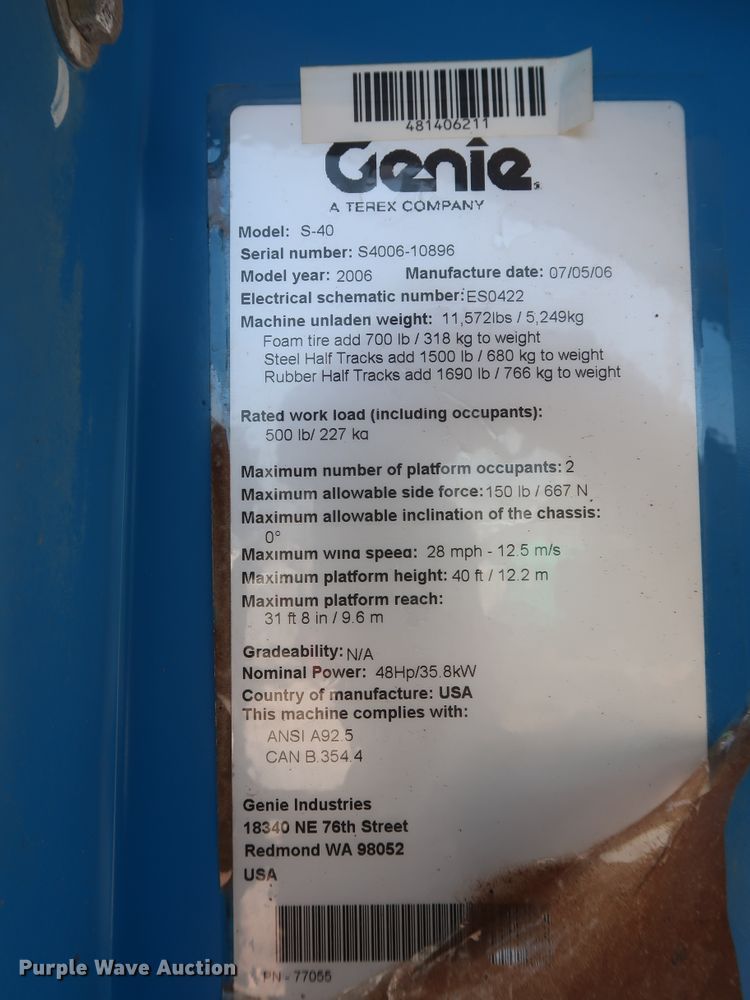 481406211
Genie
A TEREX COMPANY
Model: S-40
Serial number: S4006-10896
Model year: 2006 Manufacture date: 07/05/06
Electrical schematic number: ES0422
Machine unladen weight: 11,572lbs / 5,249kg
Foam tire add 700 lb / 318 kg to weight
Steel Half Tracks add 1500 lb / 680 kg to weight
Rubber Half Tracks add 1690 lb / 766 kg to weight
Rated work load (including occupants):
500 lb/ 227 kg
Maximum number of platform occupants: 2
Maximum allowable side force: 150 lb / 667 N
Maximum allowable inclination of the chassis:
0°
Maximum wind speed: 28 mph - 12.5 m/s
Maximum platform height: 40 ft / 12.2 m
Maximum platform reach:
31 ft 8 in / 9.6 m
Gradeability: N/A
Nominal Power: 48Hp/35.8kW
Country of manufacture: USA
This machine complies with:
ANSI A92.5
CAN B.354.4
Genie Industries
18340 NE 76th Street
Redmond WA 98052
USA
PN - 77055
Purple Wave Auction